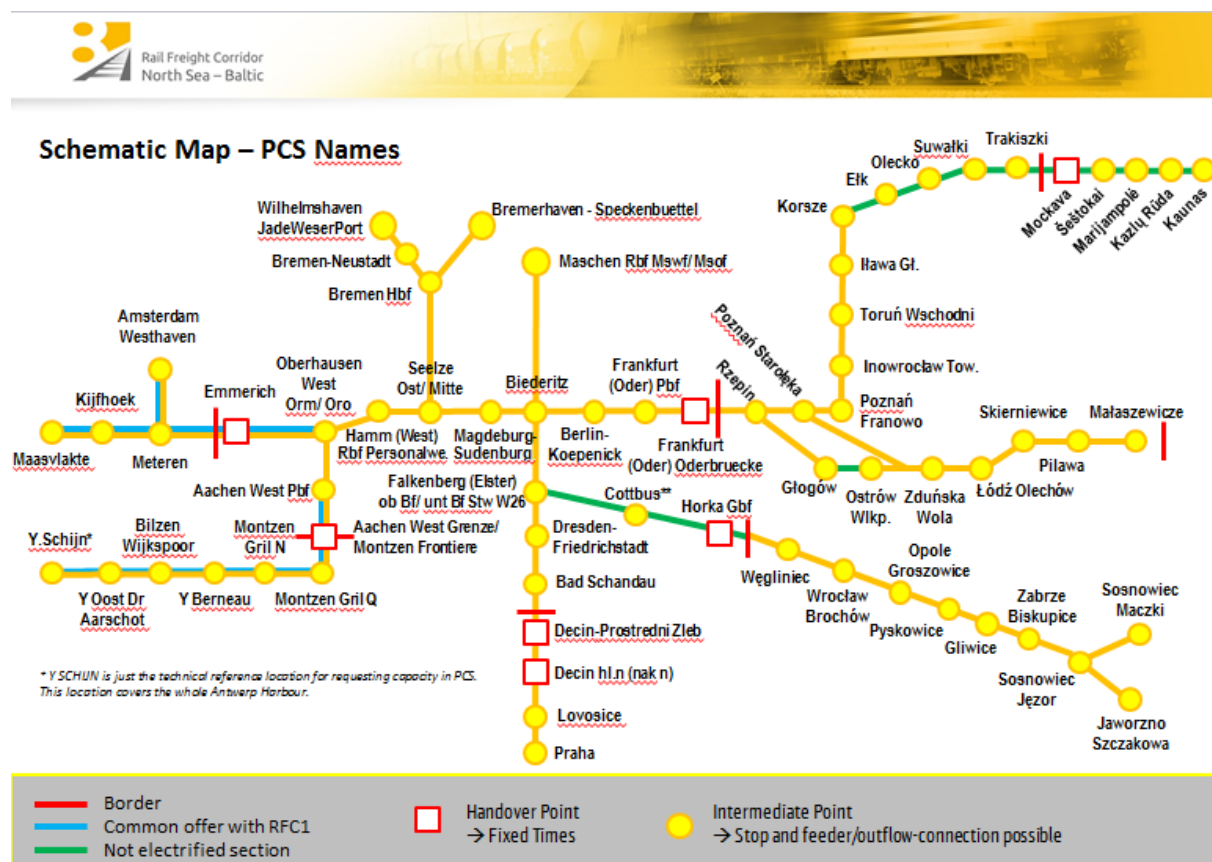 Rail Freight Corridor
North Sea – Baltic
Schematic Map – PCS Names
Suwałki
Trakiszki
Olecko
Ełk
Korsze
Mockava
Šeštokai
Marijampolė
Kazlų Rūda
Kaunas
Wilhelmshaven
JadeWeserPort
Bremerhaven - Speckenbuettel
Bremen-Neustadt
Maschen Rbf Mswf/ Msof
Bremen Hbf
Iława Gł.
Toruń Wschodni
Inowrocław Tow.
Amsterdam
Westhaven
Kijfhoek
Emmerich
Oberhausen
West
Orm/ Oro
Seelze
Ost/ Mitte
Biederitz
Frankfurt
(Oder) Pbf
Rzepin
Poznań Starołęka
Poznań
Franowo
Skierniewice
Małaszewicze
Maasvlakte
Meteren
Hamm (West)
Rbf Personalwe.
Magdeburg-
Sudenburg
Berlin-
Koepenick
Frankfurt
(Oder) Oderbruecke
Głogów
Ostrów
Wlkp.
Zduńska
Wola
Łódź Olechów
Pilawa
Aachen West Pbf
Falkenberg (Elster)
ob Bf/ unt Bf Stw W26
Cottbus**
Horka Gbf
Y.Schijn*
Bilzen
Wijkspoor
Montzen
Gril N
Aachen West Grenze/
Montzen Frontiere
Dresden-
Friedrichstadt
Y Oost Dr
Aarschot
Y Berneau
Montzen Gril Q
Bad Schandau
Węgliniec
Wrocław
Brochów
Opole
Groszowice
Pyskowice
Gliwice
Zabrze
Biskupice
Sosnowiec
Maczki
Decin-Prostredni Zleb
Decin hl.n (nak n)
Sosnowiec
Jęzor
Jaworzno
Szczakowa
Lovosice
Praha
* Y SCHIJN is just the technical reference location for requesting capacity in PCS.
This location covers the whole Antwerp Harbour.
Border
Common offer with RFC1
Not electrified section
Handover Point
→ Fixed Times
Intermediate Point
→ Stop and feeder/outflow-connection possible